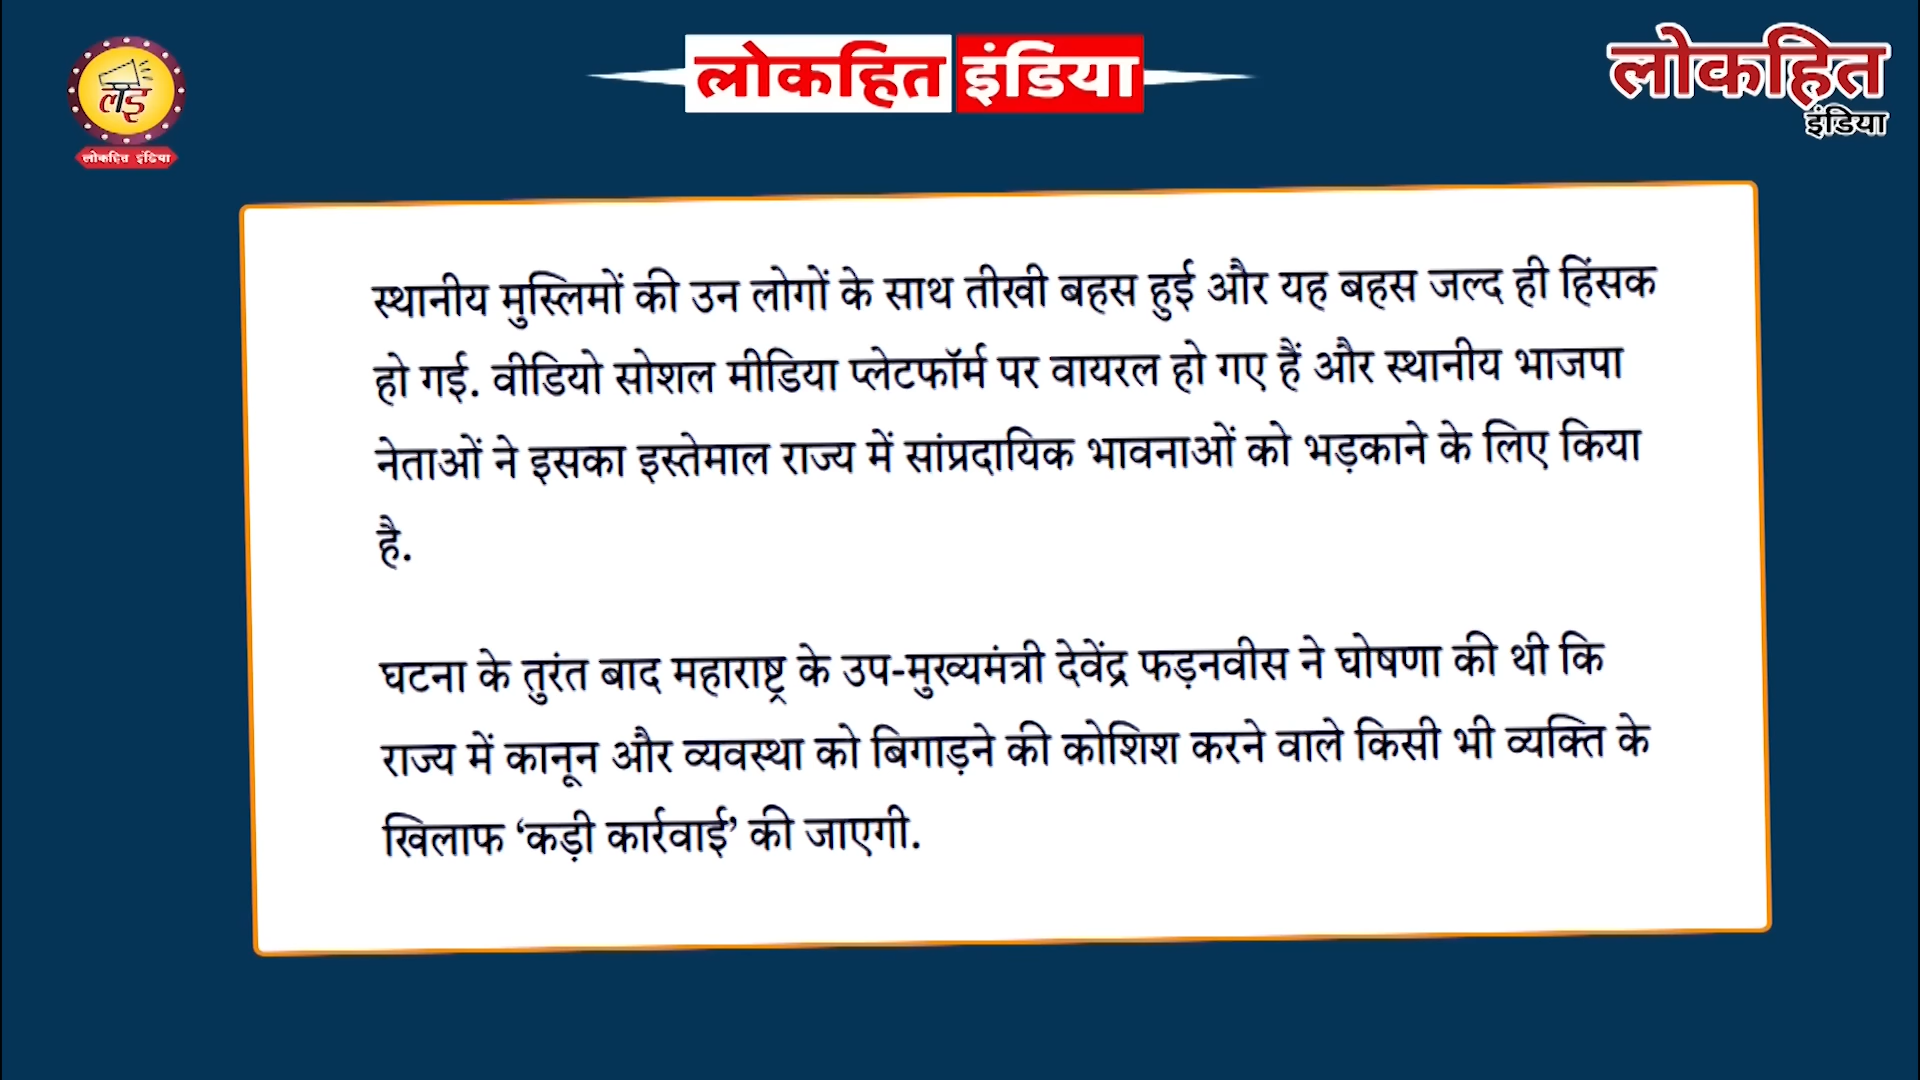 लोकहित इंडिया
लोकहित
इंडिया
लइ
लोकहित इंडिया
स्थानीय मुस्लिमों की उन लोगों के साथ तीखी बहस हुई और यह बहस जल्द ही हिंसक
हो गई. वीडियो सोशल मीडिया प्लेटफॉर्म पर वायरल हो गए हैं और स्थानीय भाजपा
नेताओं ने इसका इस्तेमाल राज्य में सांप्रदायिक भावनाओं को भड़काने के लिए किया
है.
घटना के तुरंत बाद महाराष्ट्र के उप-मुख्यमंत्री देवेंद्र फड़नवीस ने घोषणा की थी कि
राज्य में कानून और व्यवस्था को बिगाड़ने की कोशिश करने वाले किसी भी व्यक्ति के
खिलाफ ‘कड़ी कार्रवाई’ की जाएगी.